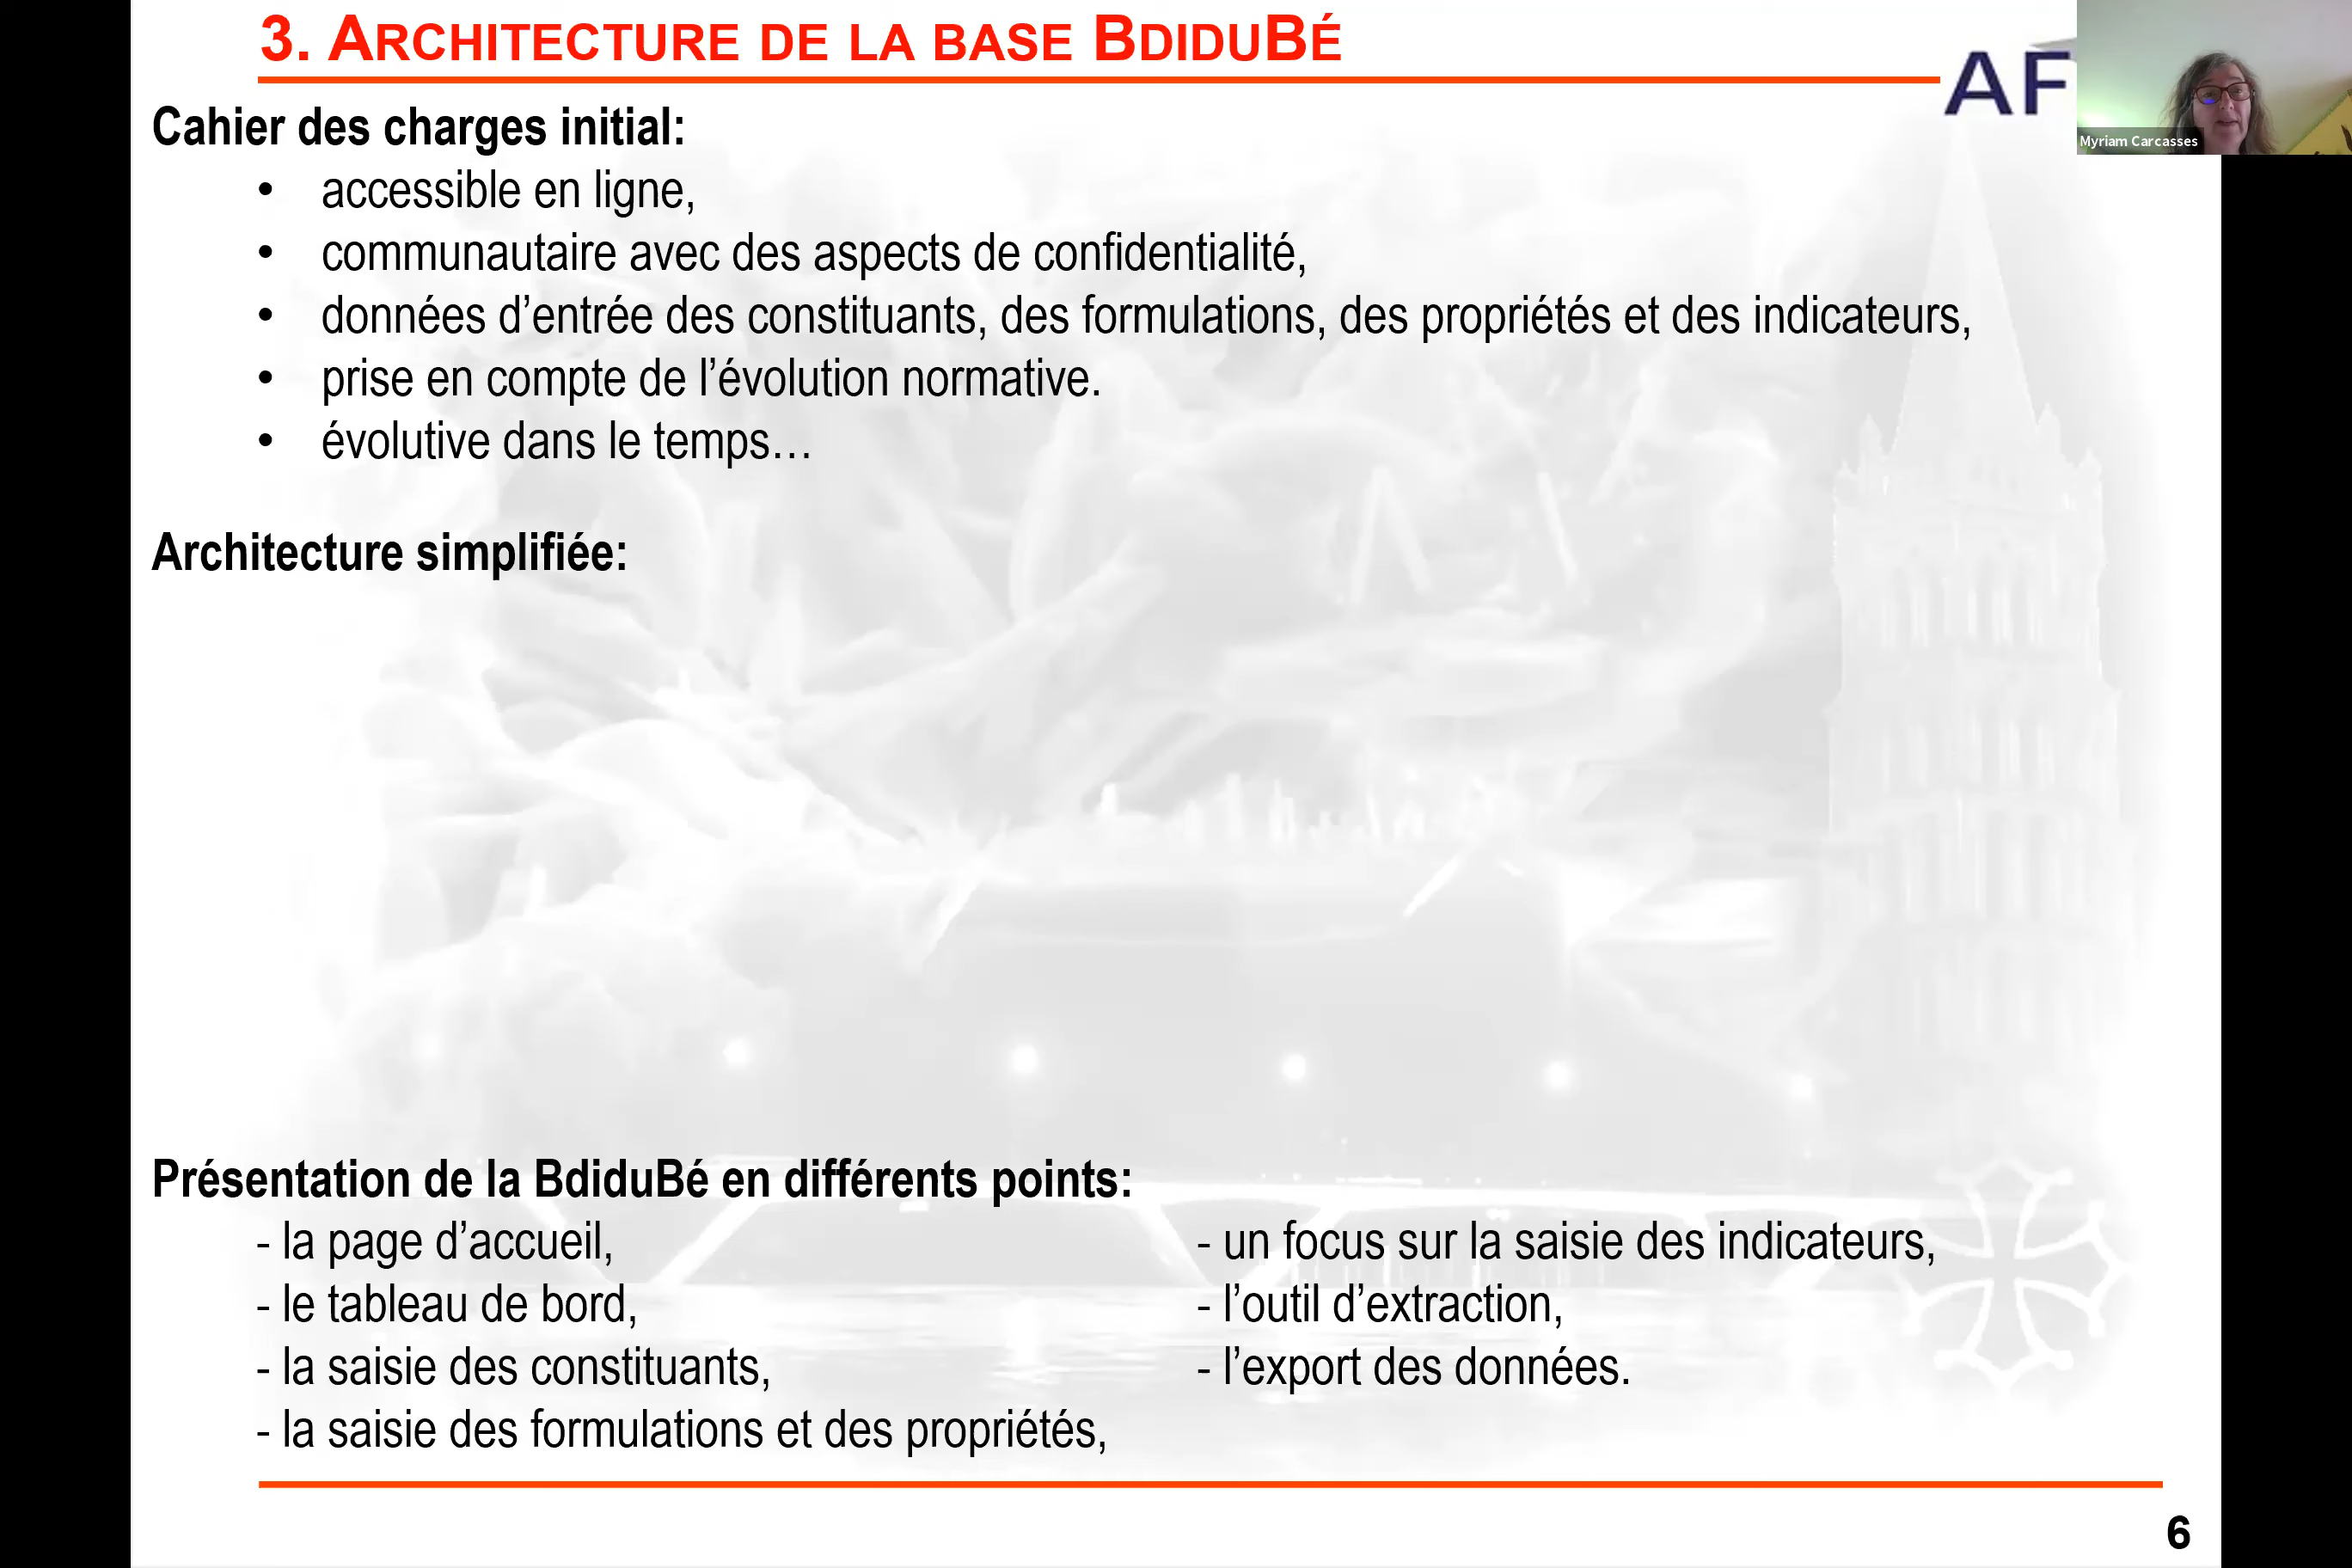 3. ARCHITECTURE DE LA BASE BDIDUBÉ
AF
Myriam Carcasses
Cahier des charges initial:
• accessible en ligne,
• communautaire avec des aspects de confidentialité,
• données d’entrée des constituants, des formulations, des propriétés et des indicateurs,
• prise en compte de l’évolution normative.
• évolutive dans le temps…
Architecture simplifiée:
Présentation de la BdiduBé en différents points:
- la page d’accueil,
- le tableau de bord,
- la saisie des constituants,
- la saisie des formulations et des propriétés,
- un focus sur la saisie des indicateurs,
- l’outil d’extraction,
- l’export des données.
6